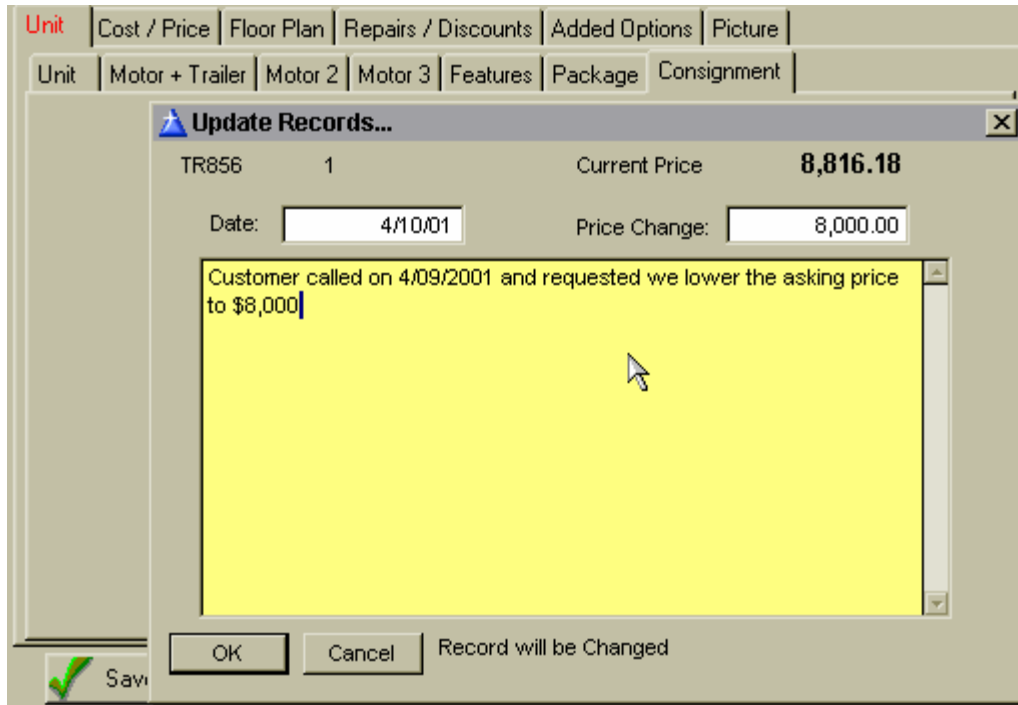 Unit Cost / Price Floor Plan Repairs / Discounts Added Options Picture
Unit Motor + Trailer Motor 2 Motor 3 Features Package Consignment
Update Records...
TR856 1 Current Price 8,816.18
Date: 4/10/01 Price Change: 8,000.00
Customer called on 4/09/2001 and requested we lower the asking price
to $8,000
OK Cancel Record will be Changed